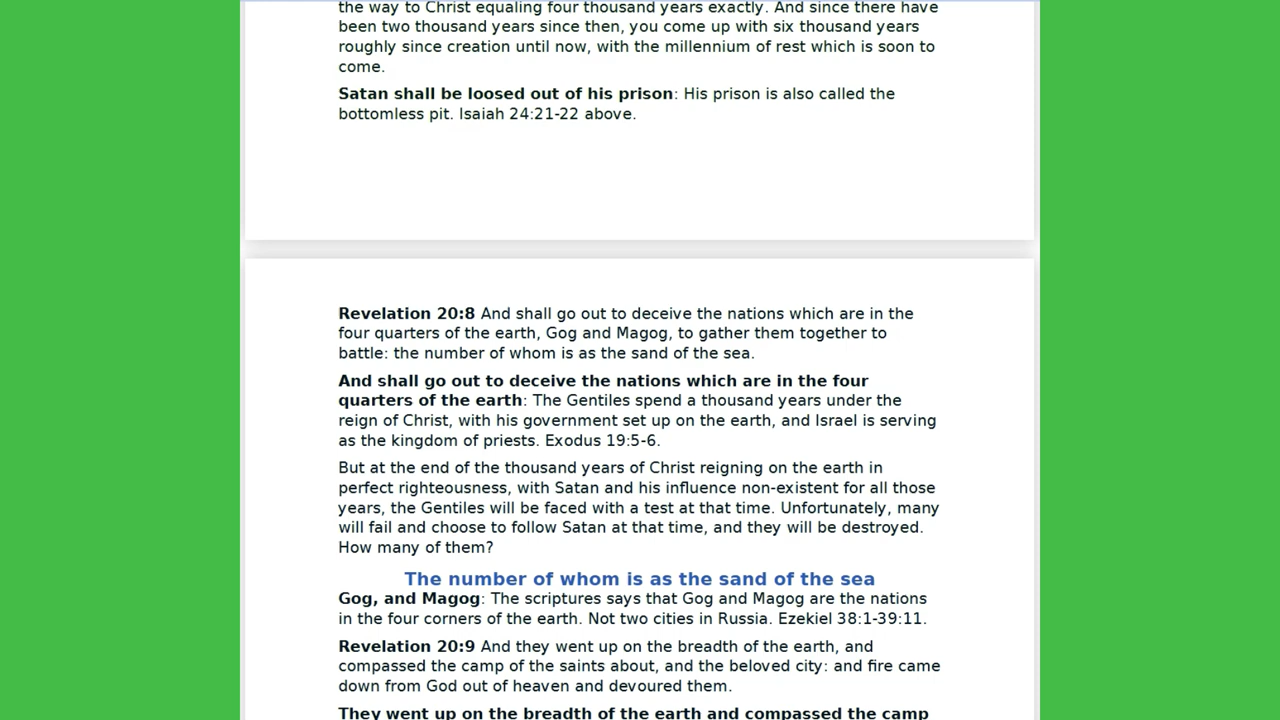 the way to Christ equaling four thousand years exactly. And since there have
been two thousand years since then, you come up with six thousand years
roughly since creation until now, with the millennium of rest which is soon to
come.
Satan shall be loosed out of his prison: His prison is also called the
bottomless pit. Isaiah 24:21-22 above.
Revelation 20:8 And shall go out to deceive the nations which are in the
four quarters of the earth, Gog and Magog, to gather them together to
battle: the number of whom is as the sand of the sea.
And shall go out to deceive the nations which are in the four
quarters of the earth: The Gentiles spend a thousand years under the
reign of Christ, with his government set up on the earth, and Israel is serving
as the kingdom of priests. Exodus 19:5-6.
But at the end of the thousand years of Christ reigning on the earth in
perfect righteousness, with Satan and his influence non-existent for all those
years, the Gentiles will be faced with a test at that time. Unfortunately, many
will fail and choose to follow Satan at that time, and they will be destroyed.
How many of them?
The number of whom is as the sand of the sea
Gog, and Magog: The scriptures says that Gog and Magog are the nations
in the four corners of the earth. Not two cities in Russia. Ezekiel 38:1-39:11.
Revelation 20:9 And they went up on the breadth of the earth, and
compassed the camp of the saints about, and the beloved city: and fire came
down from God out of heaven and devoured them.
They went up on the breadth of the earth and compassed the camp